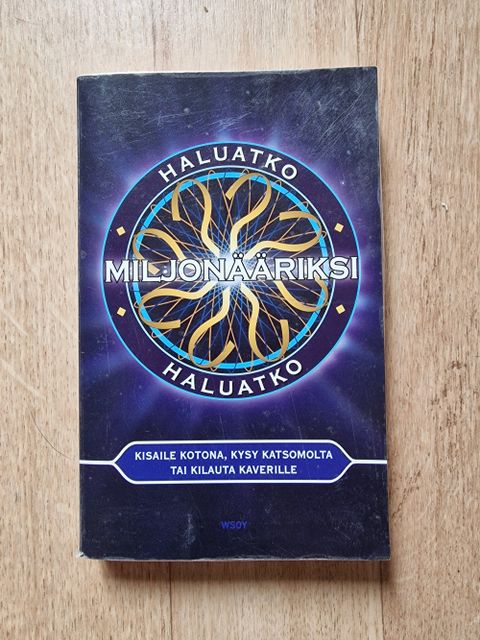 HALUATKO
MILJONÄÄRIKSI
HALUATKO
KISAILE KOTONA, KYSY KATSOMOLTA
TAI KILAUTA KAVERILLE
WSOY